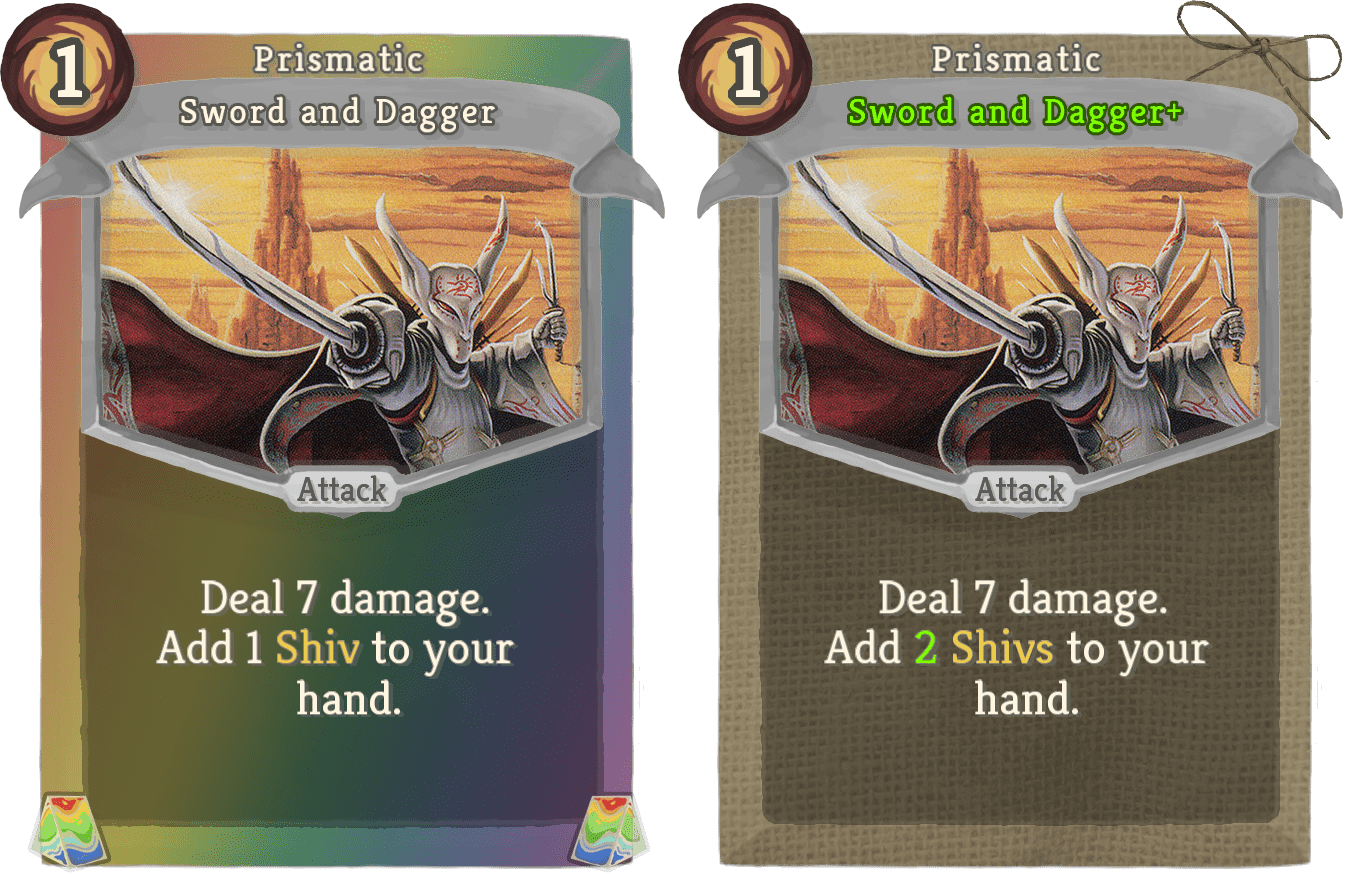 1
Prismatic
Sword and Dagger
Attack
Deal 7 damage.
Add 1 Shiv to your
hand.
1
Prismatic
Sword and Dagger+
Attack
Deal 7 damage.
Add 2 Shivs to your
hand.